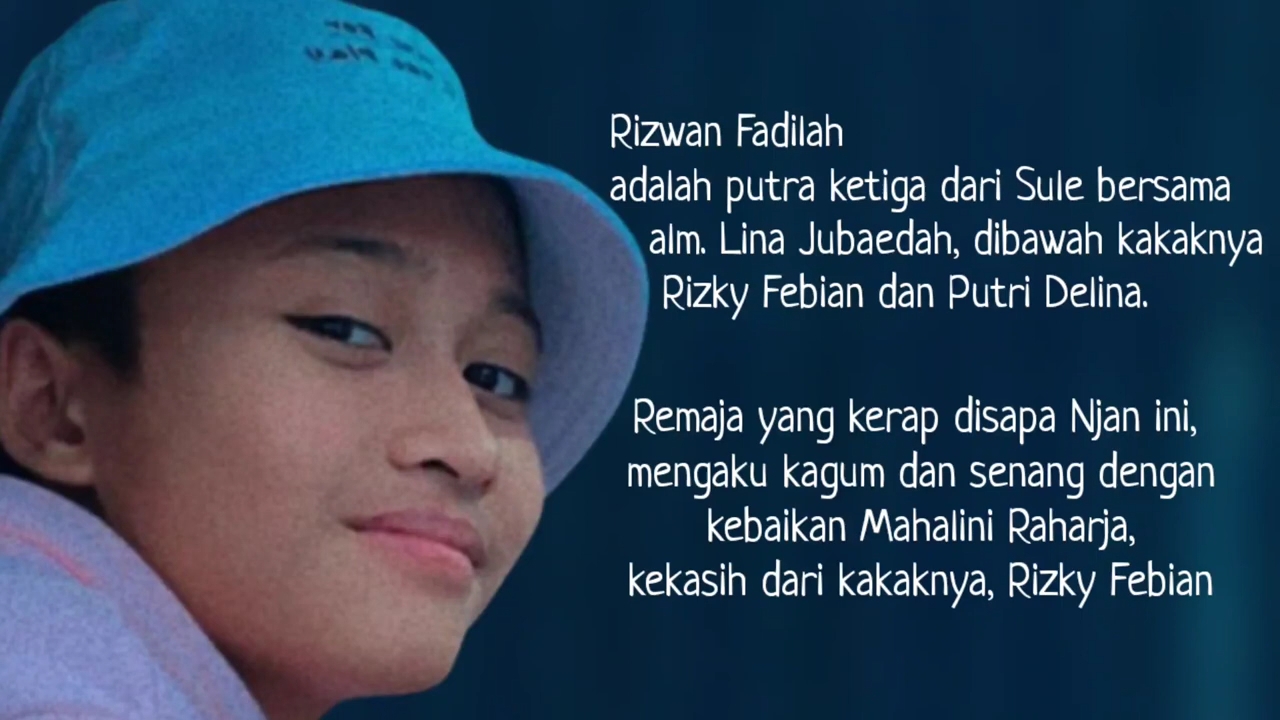 Rizwan Fadilah
adalah putra ketiga dari Sule bersama
alm. Lina Jubaedah, dibawah kakaknya
Rizky Febian dan Putri Delina.
Remaja yang kerap disapa Njan ini,
mengaku kagum dan senang dengan
kebaikan Mahalini Raharja,
kekasih dari kakaknya, Rizky Febian